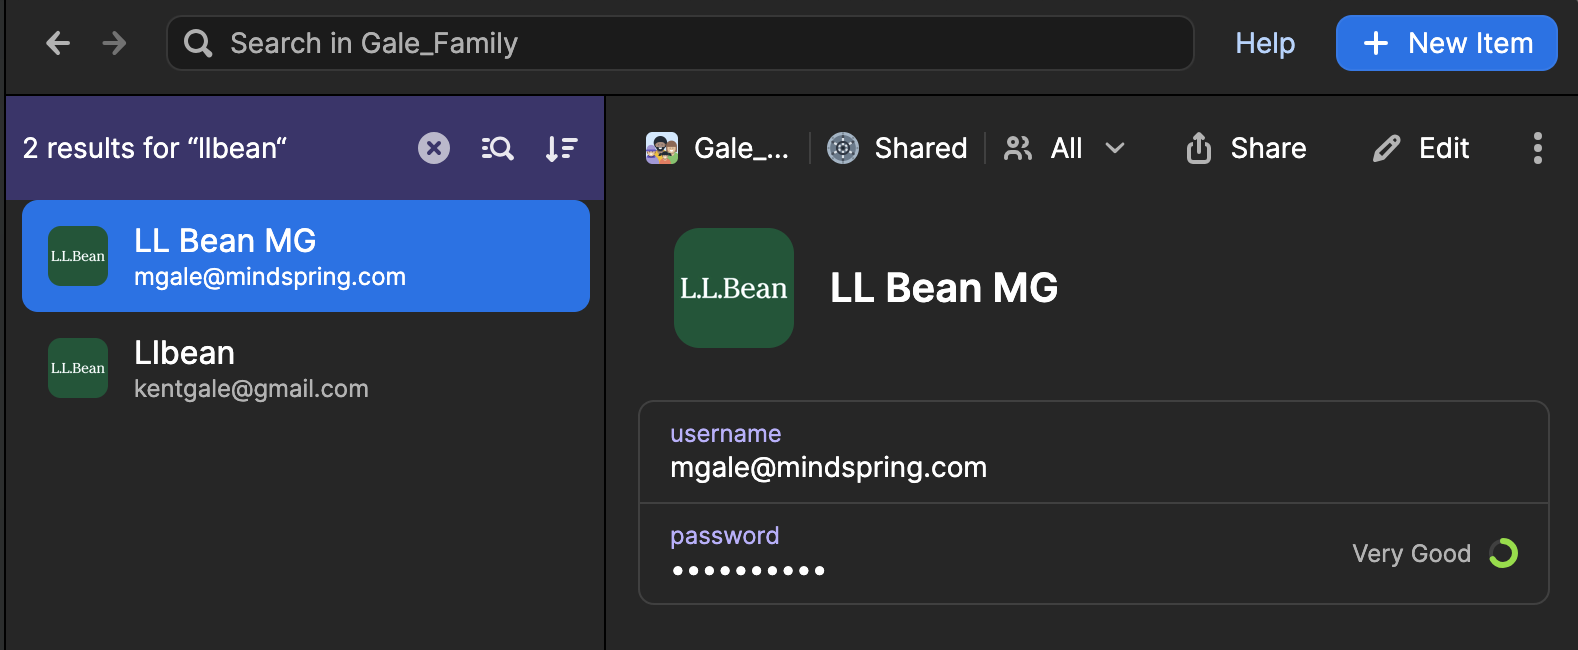 Search in Gale_Family
Help
+ New Item
2 results for “llbean“
Gale_...
Shared
All
Share
Edit
L.L.Bean
LL Bean MG
mgale@mindspring.com
L.L.Bean
Llbean
kentgale@gmail.com
L.L.Bean
LL Bean MG
username
mgale@mindspring.com
password
••••••••••
Very Good